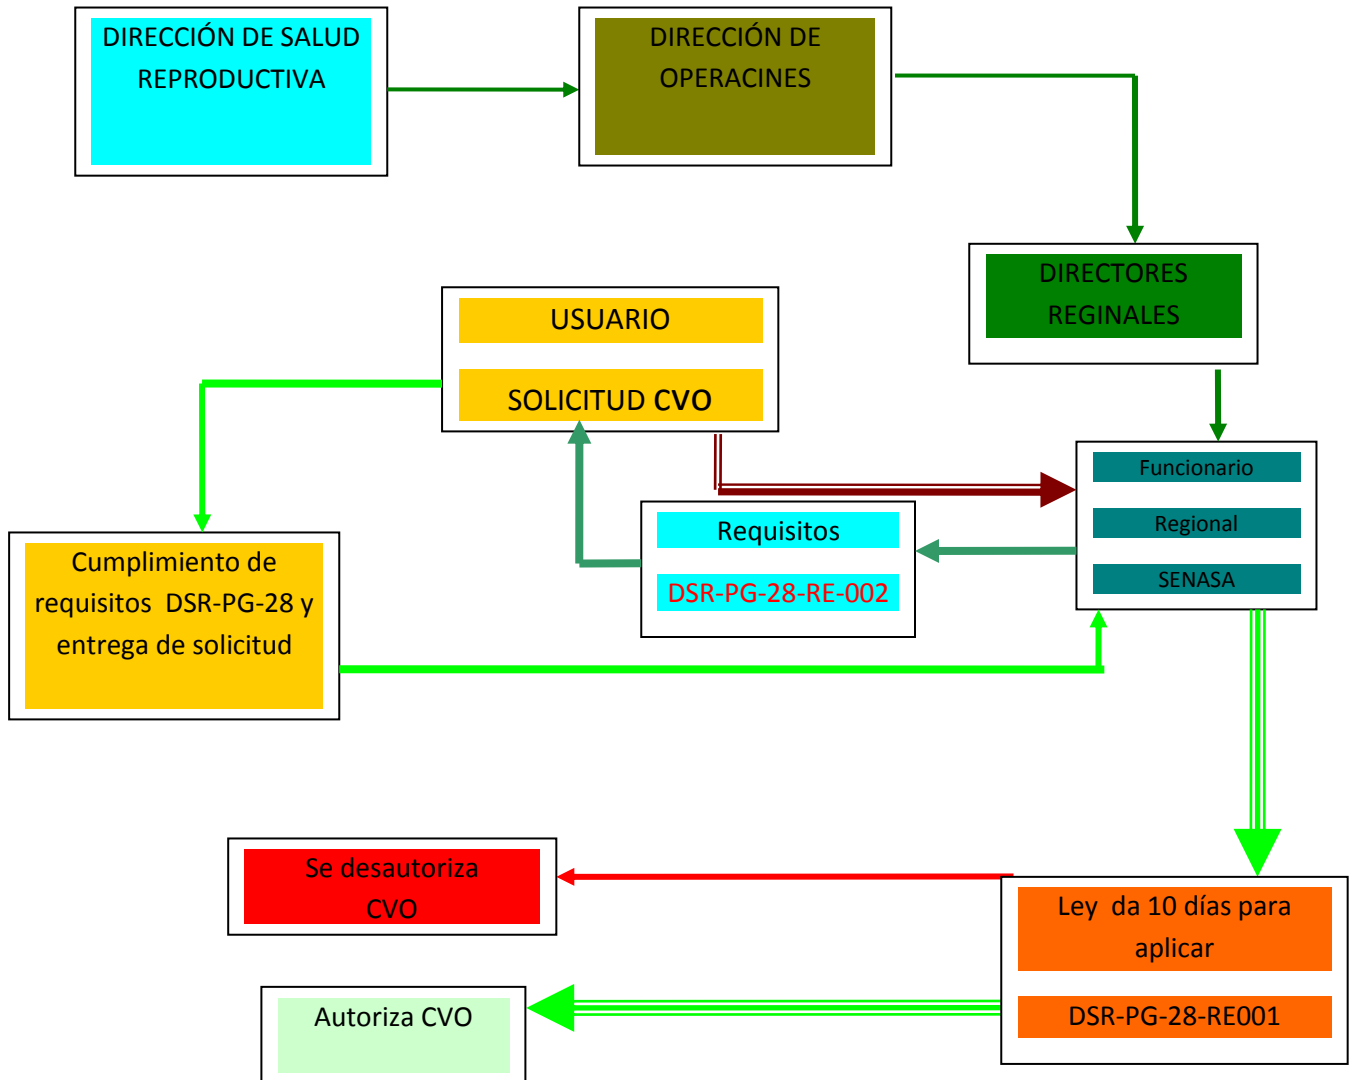 DIRECCIÓN DE SALUD
REPRODUCTIVA
DIRECCIÓN DE
OPERACINES
DIRECTORES
REGINALES
USUARIO
SOLICITUD CVO
Funcionario
Regional
SENASA
Requisitos
DSR-PG-28-RE-002
Cumplimiento de
requisitos DSR-PG-28 y
entrega de solicitud
Se desautoriza
CVO
Ley da 10 días para
aplicar
DSR-PG-28-RE001
Autoriza CVO